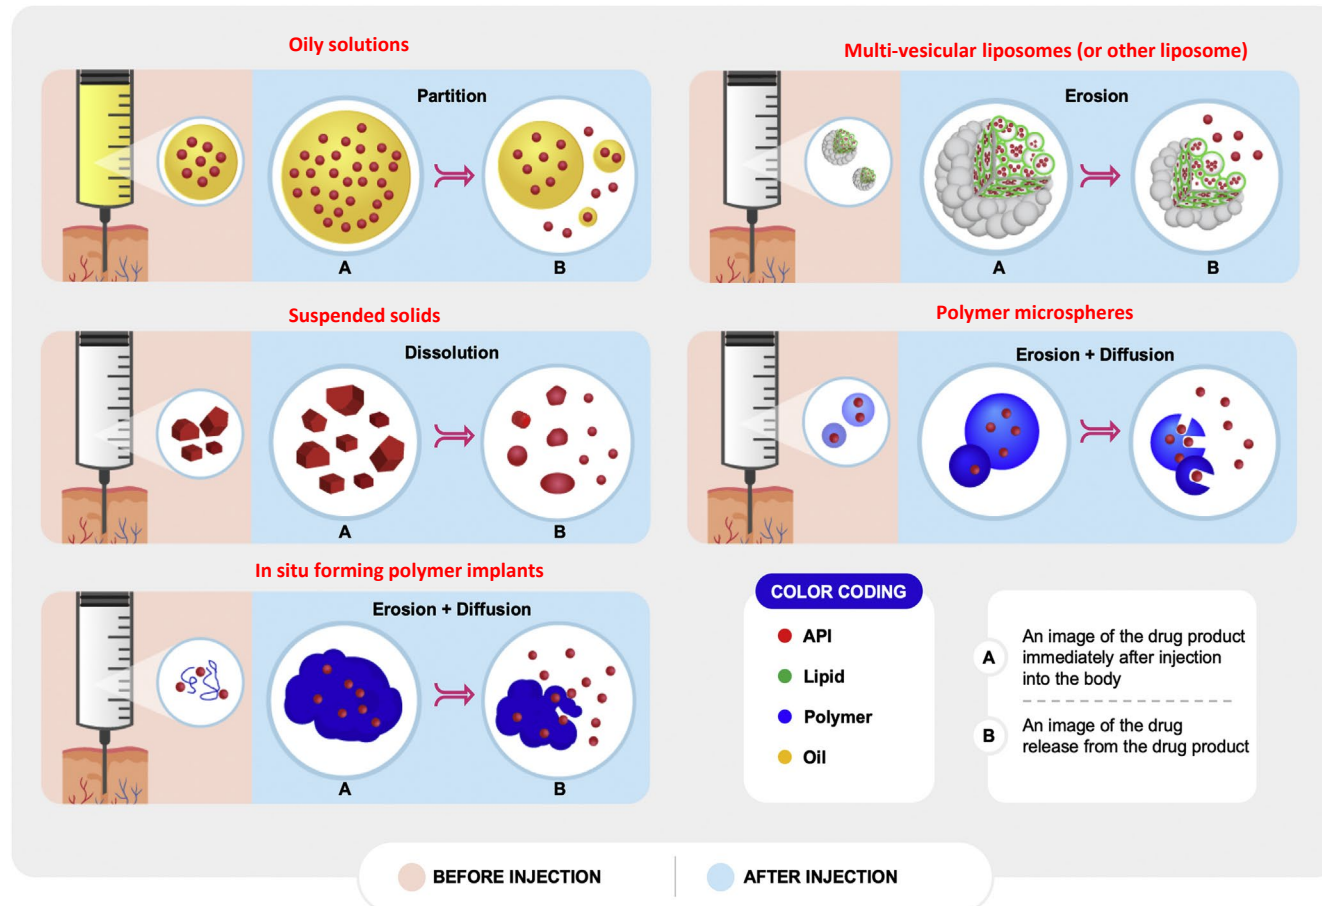 Oily solutions
Partition
A
B
Multi-vesicular liposomes (or other liposome)
Erosion
A
B
Suspended solids
Dissolution
A
B
Polymer microspheres
Erosion + Diffusion
A
B
In situ forming polymer implants
Erosion + Diffusion
A
B
COLOR CODING
API
Lipid
Polymer
Oil
A
An image of the drug product
immediately after injection
into the body
B
An image of the drug
release from the drug product
BEFORE INJECTION
AFTER INJECTION